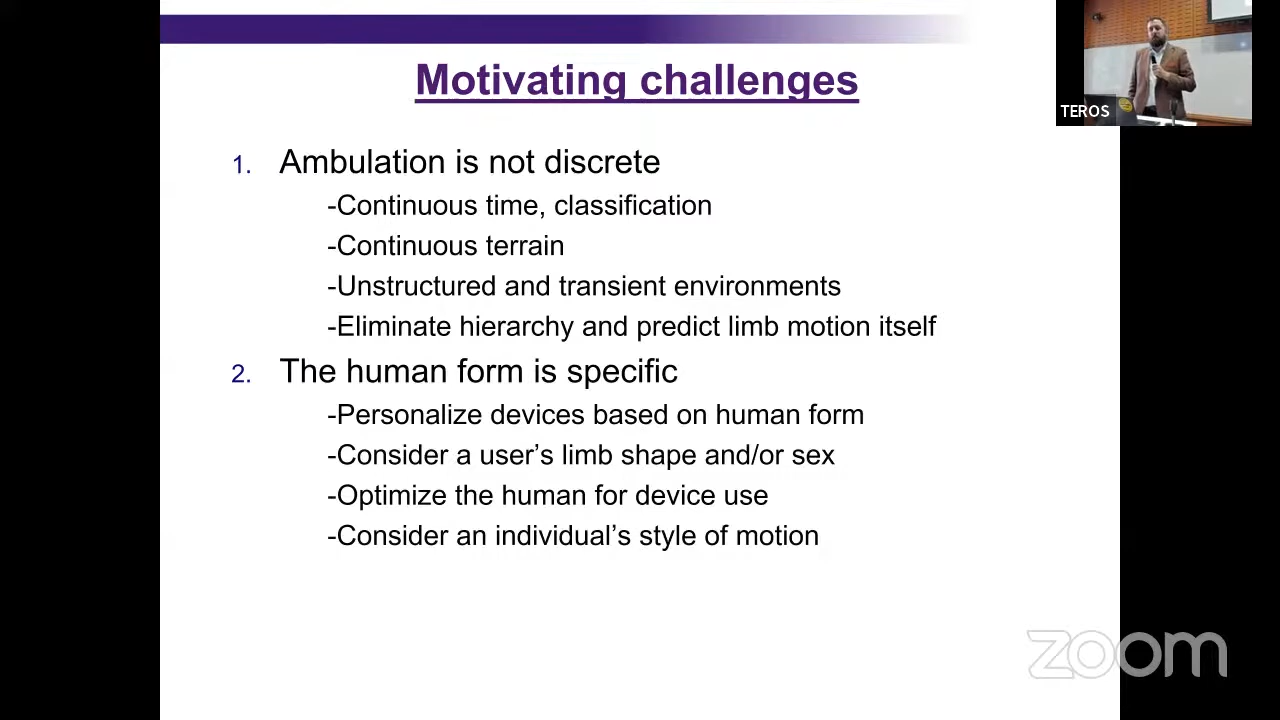 Motivating challenges
TEROS
1. Ambulation is not discrete
-Continuous time, classification
-Continuous terrain
-Unstructured and transient environments
-Eliminate hierarchy and predict limb motion itself
2. The human form is specific
-Personalize devices based on human form
-Consider a user’s limb shape and/or sex
-Optimize the human for device use
-Consider an individual’s style of motion
zoom